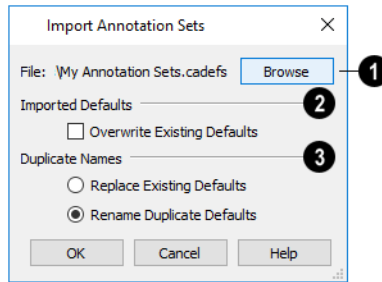 Import Annotation Sets
File: \My Annotation Sets.cadefs Browse 1
Imported Defaults 2
Overwrite Existing Defaults
Duplicate Names 3
Replace Existing Defaults
Rename Duplicate Defaults
OK Cancel Help